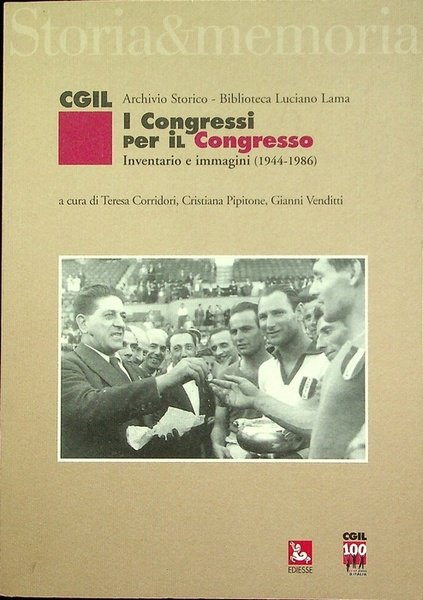 Storia&memoria
CGIL Archivio Storico - Biblioteca Luciano Lama
I Congressi
per il Congresso
Inventario e immagini (1944-1986)
a cura di Teresa Corridori, Cristiana Pipitone, Gianni Venditti
EDIESSE
CGIL
100
D'ITALIA